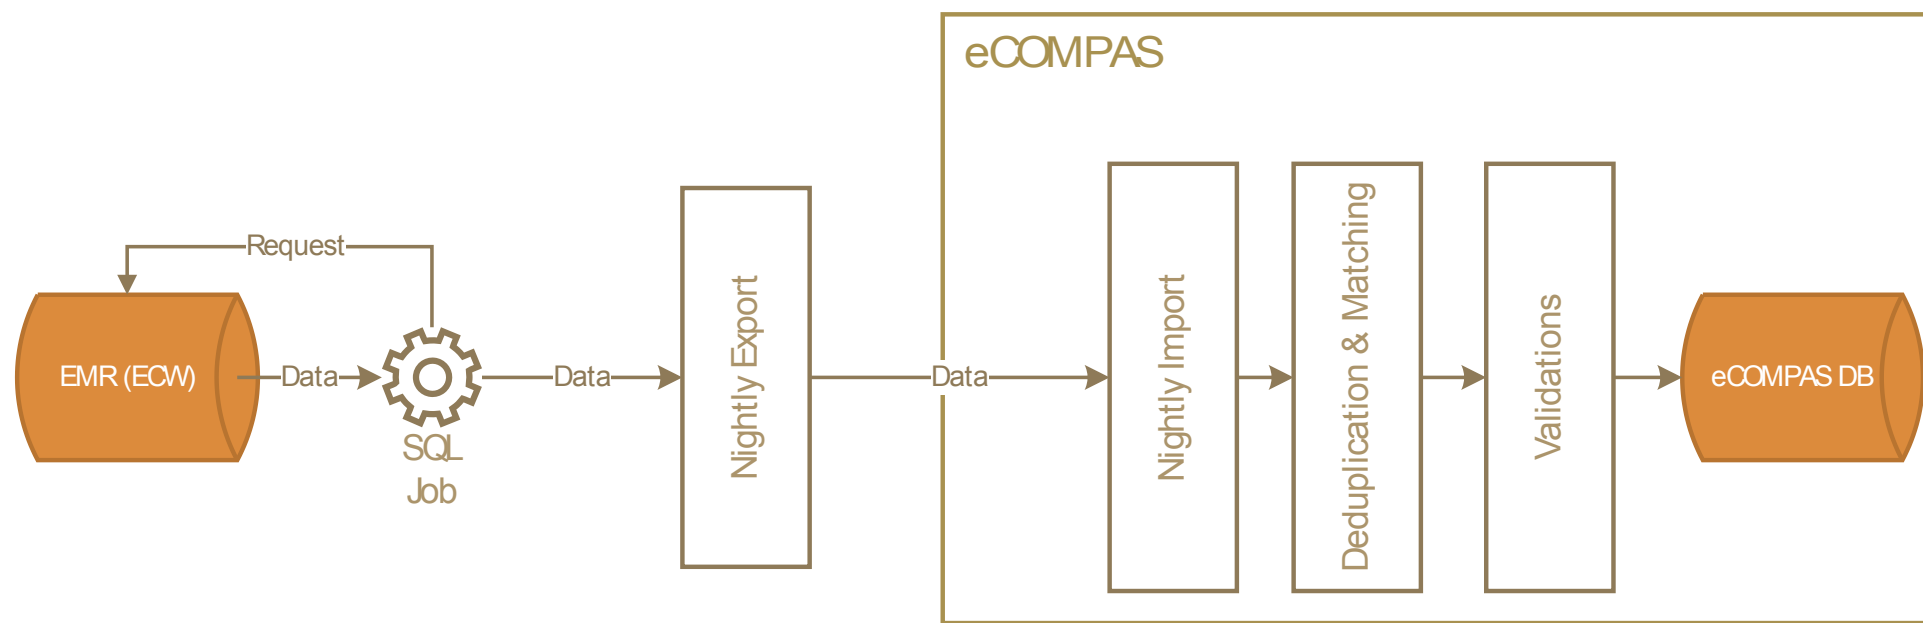 eCOMPAS
Request
EMR (ECW)
Data
SQL
Job
Data
Nightly Export
Data
Nightly Import
Deduplication & Matching
Validations
eCOMPAS DB